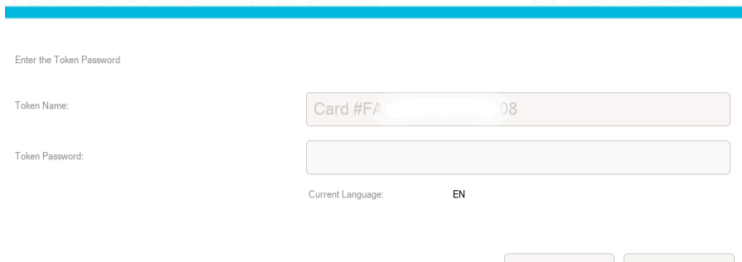 Enter the Token Password
Token Name:
Card #FA 08
Token Password:
Current Language: EN